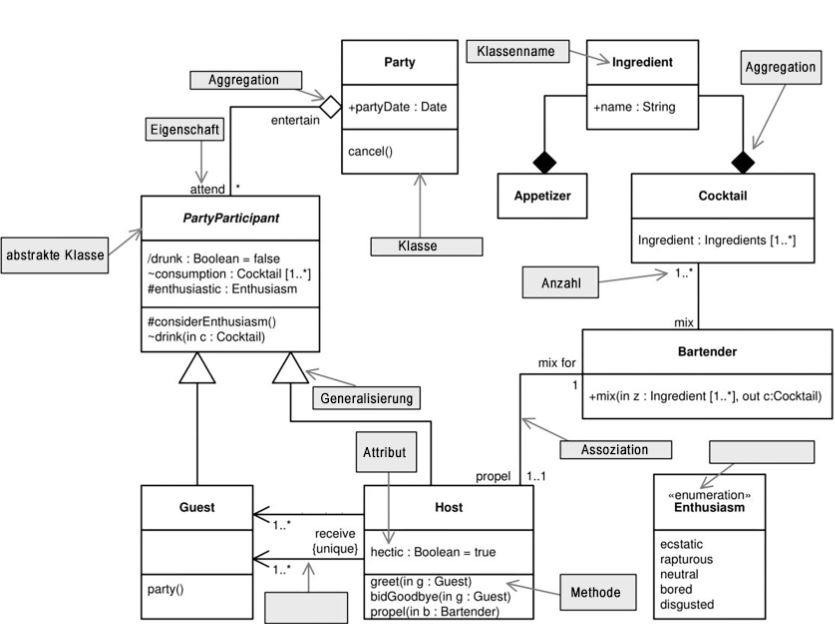 Party
+partyDate : Date
cancel()
Klassenname
Ingredient
+name : String
Aggregation
Aggregation
entertain
Eigenschaft
attend
*
Appetizer
Cocktail
Ingredient : Ingredients [1..*]
PartyParticipant
/drunk : Boolean = false
~consumption : Cocktail [1..*]
#enthusiastic : Enthusiasm
#considerEnthusiasm()
~drink(in c : Cocktail)
abstrakte Klasse
Klasse
Anzahl
1..*
mix
Bartender
+mix(in z : Ingredient [1..*], out c:Cocktail)
mix for
1
Generalisierung
Attribut
Assoziation
propel
1..1
Guest
party()
1..*
receive
{unique}
1..*
Host
hectic : Boolean = true
greet(in g : Guest)
bidGoodbye(in g : Guest)
propel(in b : Bartender)
Methode
«enumeration»
Enthusiasm
ecstatic
rapturous
neutral
bored
disgusted